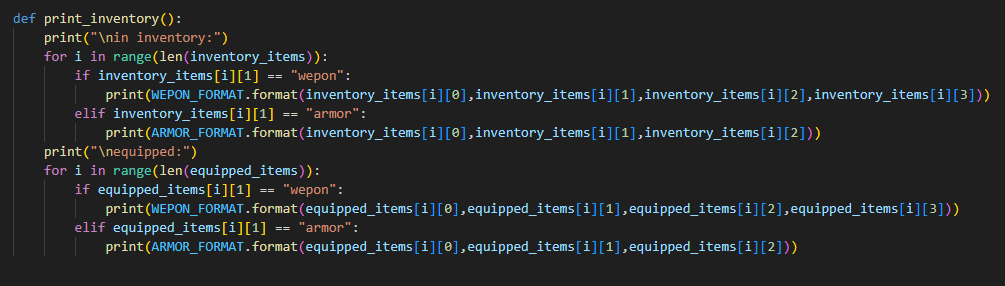 def print_inventory():
    print("\nin inventory:")
    for i in range(len(inventory_items)):
        if inventory_items[i][1] == "wepon":
            print(WEPON_FORMAT.format(inventory_items[i][0],inventory_items[i][1],inventory_items[i][2],inventory_items[i][3]))
        elif inventory_items[i][1] == "armor":
            print(ARMOR_FORMAT.format(inventory_items[i][0],inventory_items[i][1],inventory_items[i][2]))
    print("\nequipped:")
    for i in range(len(equipped_items)):
        if equipped_items[i][1] == "wepon":
            print(WEPON_FORMAT.format(equipped_items[i][0],equipped_items[i][1],equipped_items[i][2],equipped_items[i][3]))
        elif equipped_items[i][1] == "armor":
            print(ARMOR_FORMAT.format(equipped_items[i][0],equipped_items[i][1],equipped_items[i][2]))